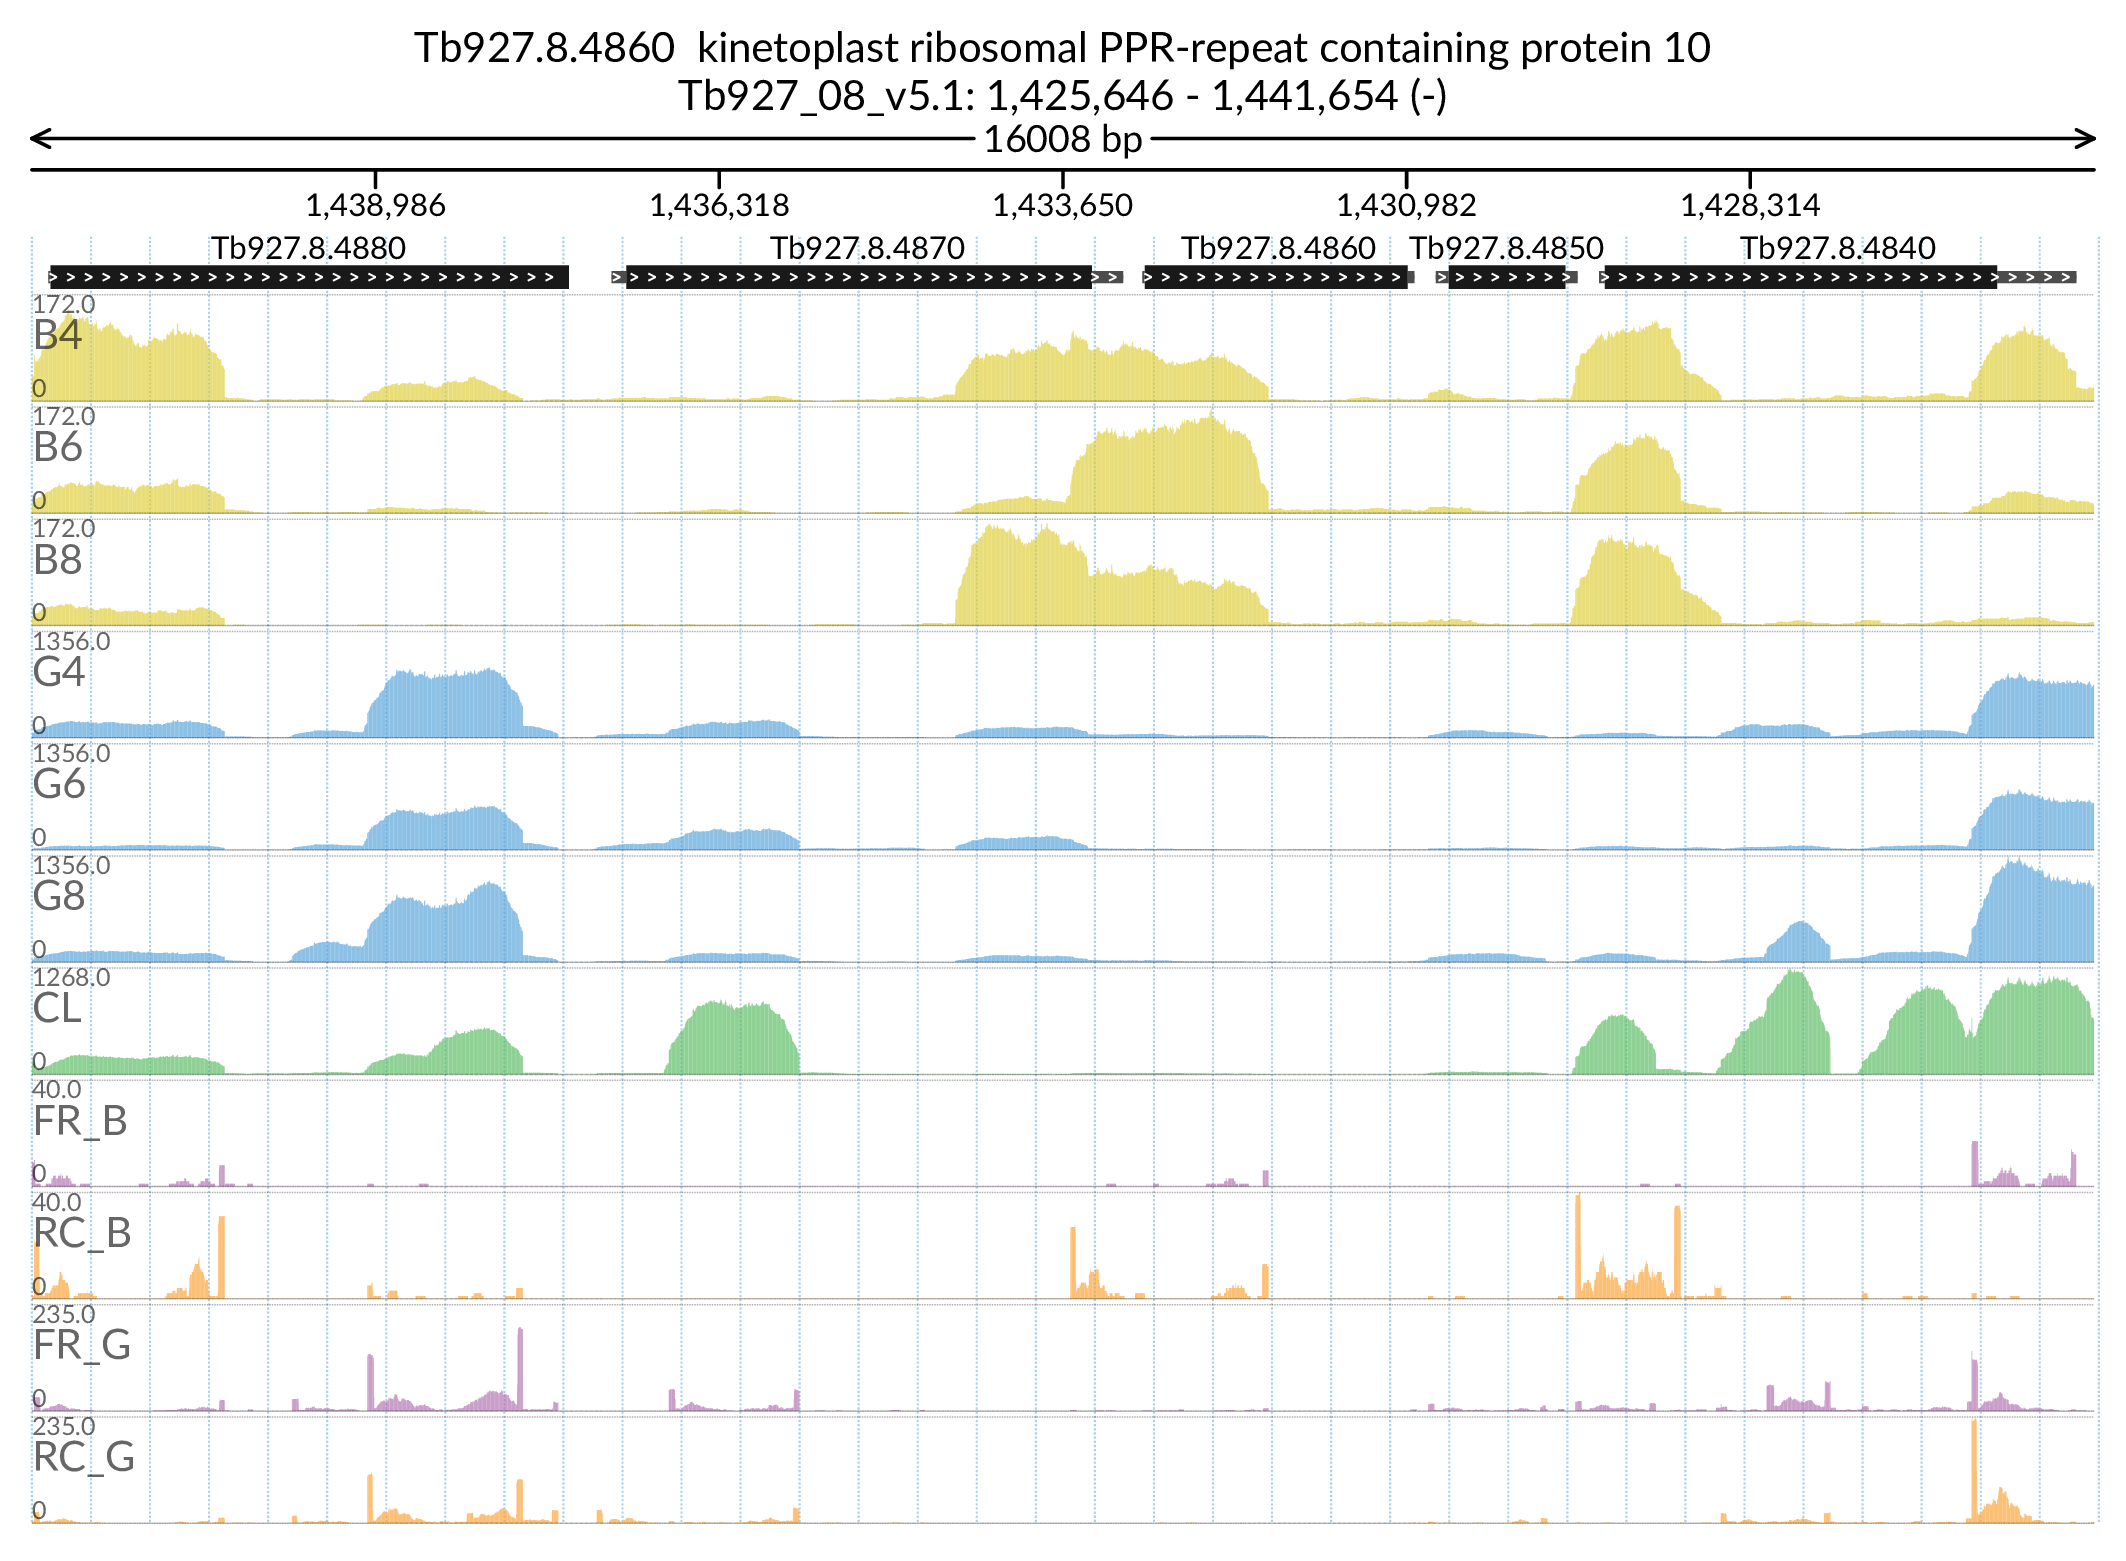 Tb927.8.4860  kinetoplast ribosomal PPR-repeat containing protein 10
Tb927_08_v5.1: 1,425,646 - 1,441,654 (-)
16008 bp
1,438,986 1,436,318 1,433,650 1,430,982 1,428,314
Tb927.8.4880 Tb927.8.4870 Tb927.8.4860 Tb927.8.4850 Tb927.8.4840
172.0
B4
0
172.0
B6
0
172.0
B8
0
1356.0
G4
0
1356.0
G6
0
1356.0
G8
0
1268.0
CL
0
40.0
FR_B
0
40.0
RC_B
0
235.0
FR_G
0
235.0
RC_G
0